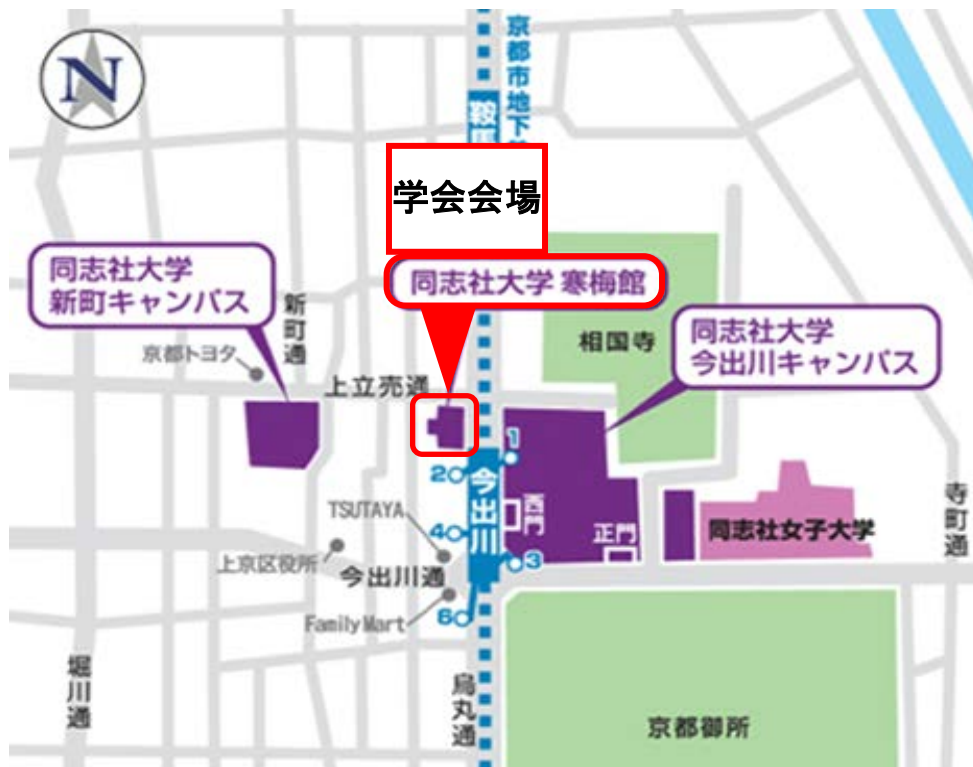 N
京都市地下
鞍馬
学会会場
同志社大学 寒梅館
同志社大学
新町キャンパス
新町通
京都トヨタ
上立売通
相国寺
同志社大学
今出川キャンパス
1
2
今出川
TSUTAYA
4
西門
正門
3
同志社女子大学
寺町通
上京区役所
今出川通
FamilyMart
6
堀川通
烏丸通
京都御所